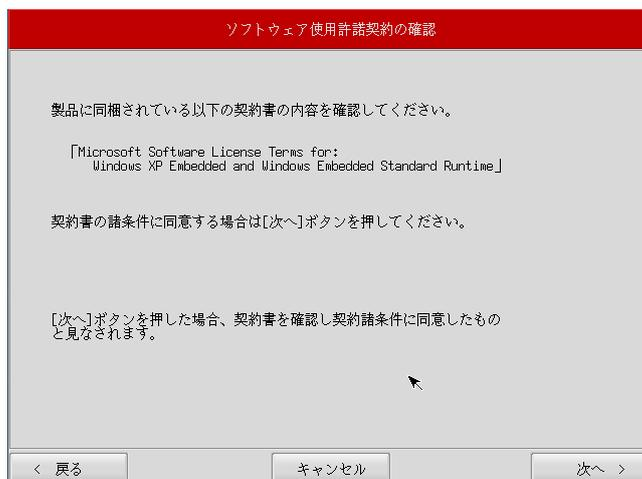 ソフトウェア使用許諾契約の確認
製品に同梱されている以下の契約書の内容を確認してください。
「Microsoft Software License Terms for:
Windows XP Embedded and Windows Embedded Standard Runtime」
契約書の諸条件に同意する場合は[次へ]ボタンを押してください。
[次へ]ボタンを押した場合、契約書を確認し契約諸条件に同意したもの
と見なされます。
< 戻る
キャンセル
次へ >